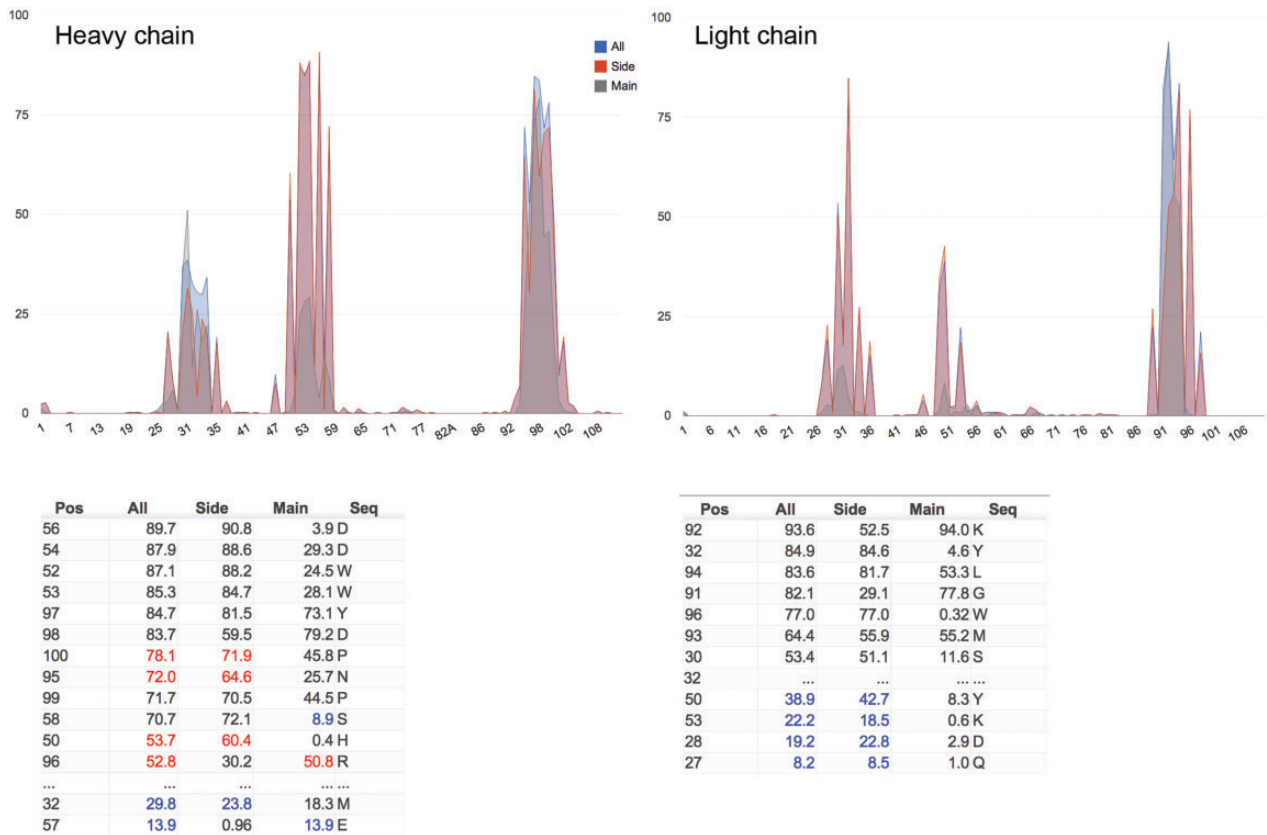 Heavy chain
100
75
50
25
0
All
Side
Main
1 7 13 19 25 31 35 41 47 53 59 65 71 77 82A 86 92 98 102 108
Light chain
100
75
50
25
0
1 6 11 16 21 26 31 36 41 46 51 56 61 66 71 76 81 86 91 96 101 106
Pos All Side Main Seq
56 89.7 90.8 3.9 D
54 87.9 88.6 29.3 D
52 87.1 88.2 24.5 W
53 85.3 84.7 28.1 W
97 84.7 81.5 73.1 Y
98 83.7 59.5 79.2 D
100 78.1 71.9 45.8 P
95 72.0 64.6 25.7 N
99 71.7 70.5 44.5 P
58 70.7 72.1 8.9 S
50 53.7 60.4 0.4 H
96 52.8 30.2 50.8 R
... ... ... ... ...
32 29.8 23.8 18.3 M
57 13.9 0.96 13.9 E
Pos All Side Main Seq
92 93.6 52.5 94.0 K
32 84.9 84.6 4.6 Y
94 83.6 81.7 53.3 L
91 82.1 29.1 77.8 G
96 77.0 77.0 0.32 W
93 64.4 55.9 55.2 M
30 53.4 51.1 11.6 S
32 ... ... ... ...
50 38.9 42.7 8.3 Y
53 22.2 18.5 0.6 K
28 19.2 22.8 2.9 D
27 8.2 8.5 1.0 Q